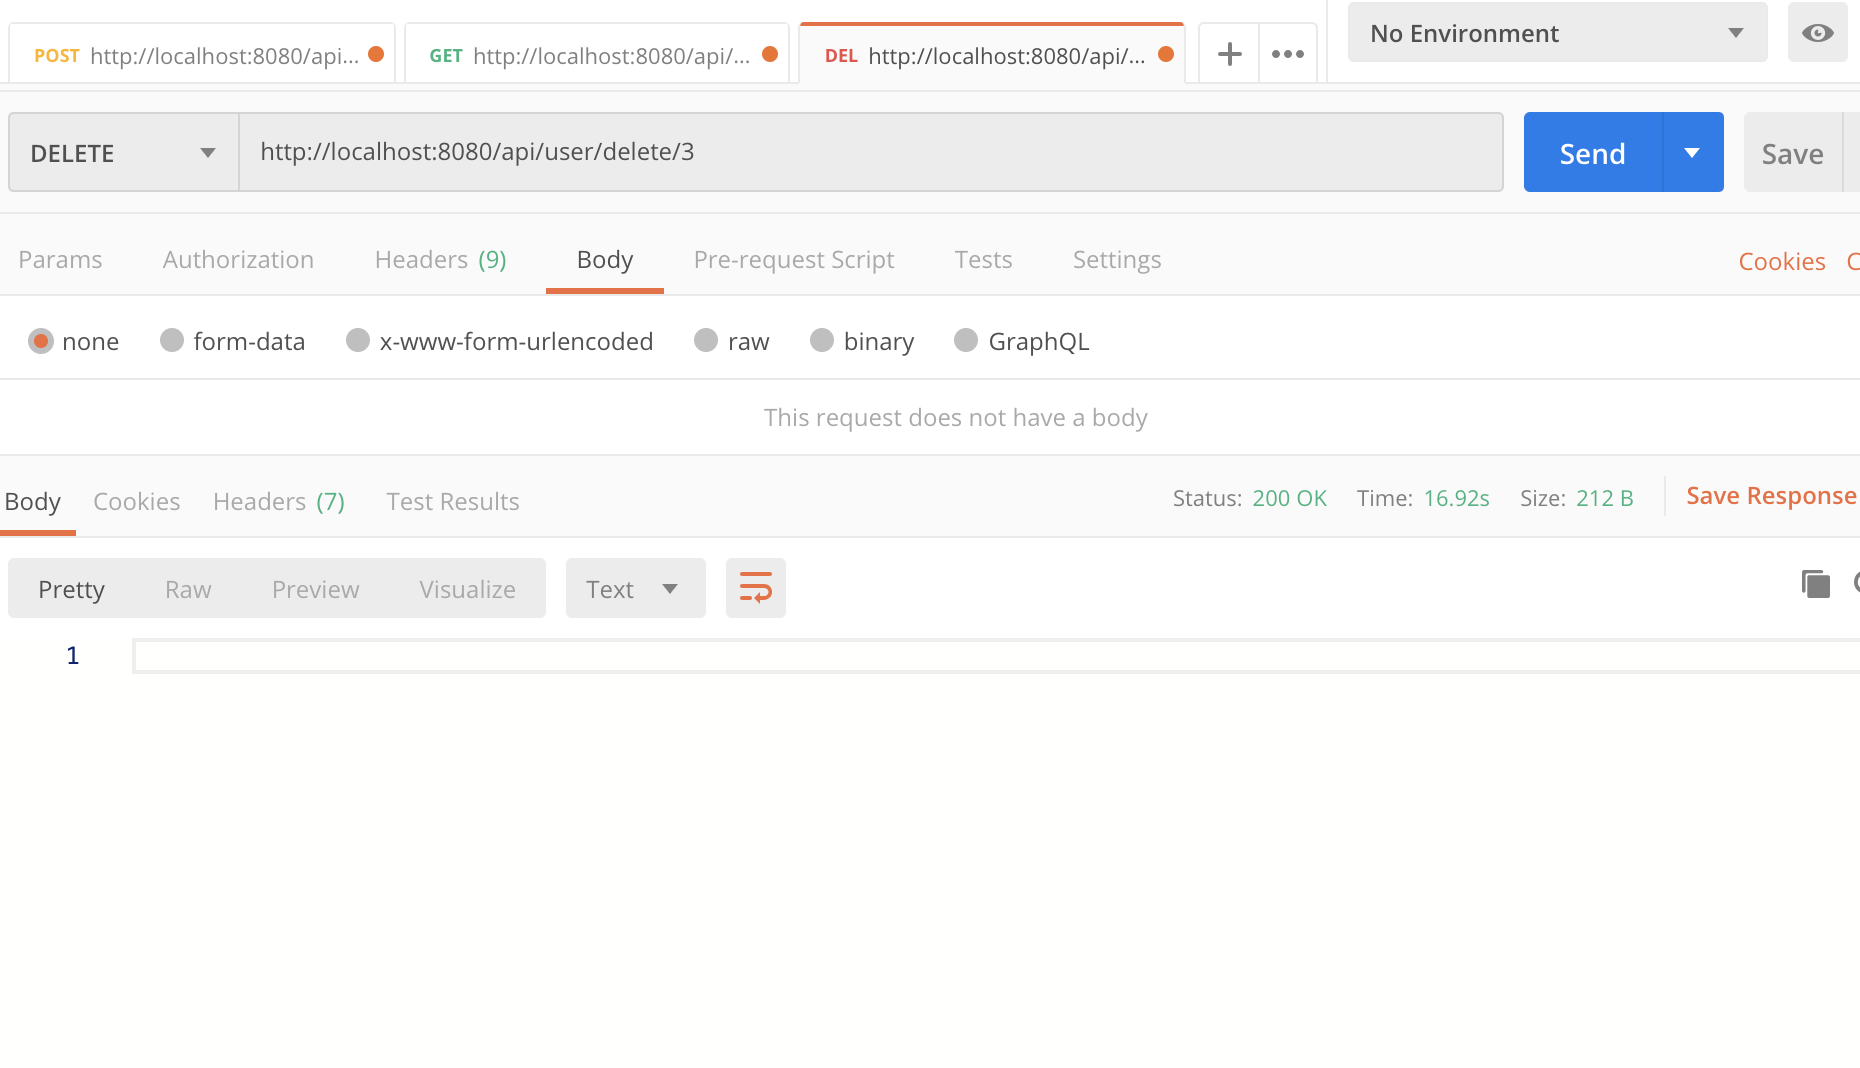 POST http://localhost:8080/api... GET http://localhost:8080/api/... DEL http://localhost:8080/api/... No Environment
DELETE http://localhost:8080/api/user/delete/3 Send Save
Params Authorization Headers (9) Body Pre-request Script Tests Settings Cookies
none form-data x-www-form-urlencoded raw binary GraphQL
This request does not have a body
Body Cookies Headers (7) Test Results Status: 200 OK Time: 16.92s Size: 212 B Save Response
Pretty Raw Preview Visualize Text
1